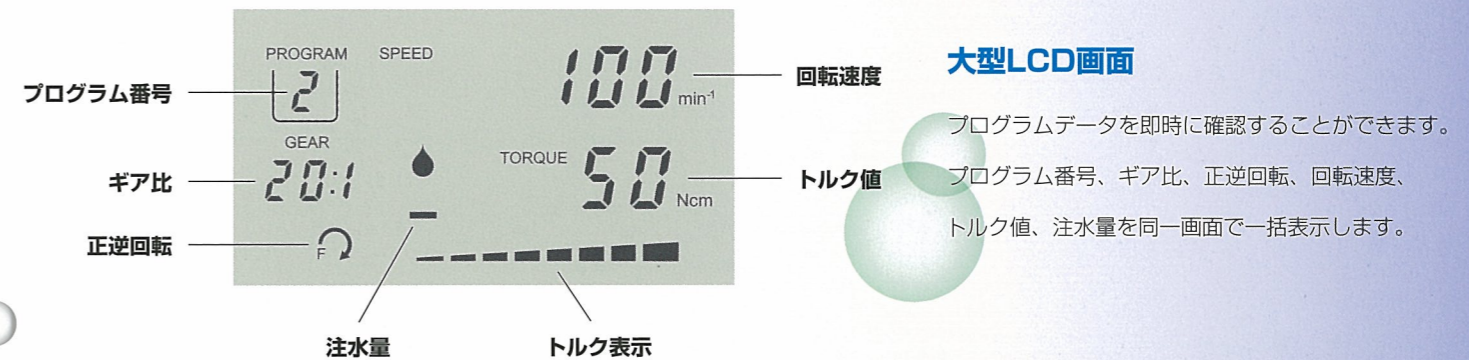 PROGRAM SPEED
2
100 min⁻¹
プログラム番号
回転速度
GEAR
20:1
TORQUE
50 Ncm
ギア比
トルク値
正逆回転
F
注水量
トルク表示
大型LCD画面
プログラムデータを即時に確認することができます。
プログラム番号、ギア比、正逆回転、回転速度、
トルク値、注水量を同一画面で一括表示します。